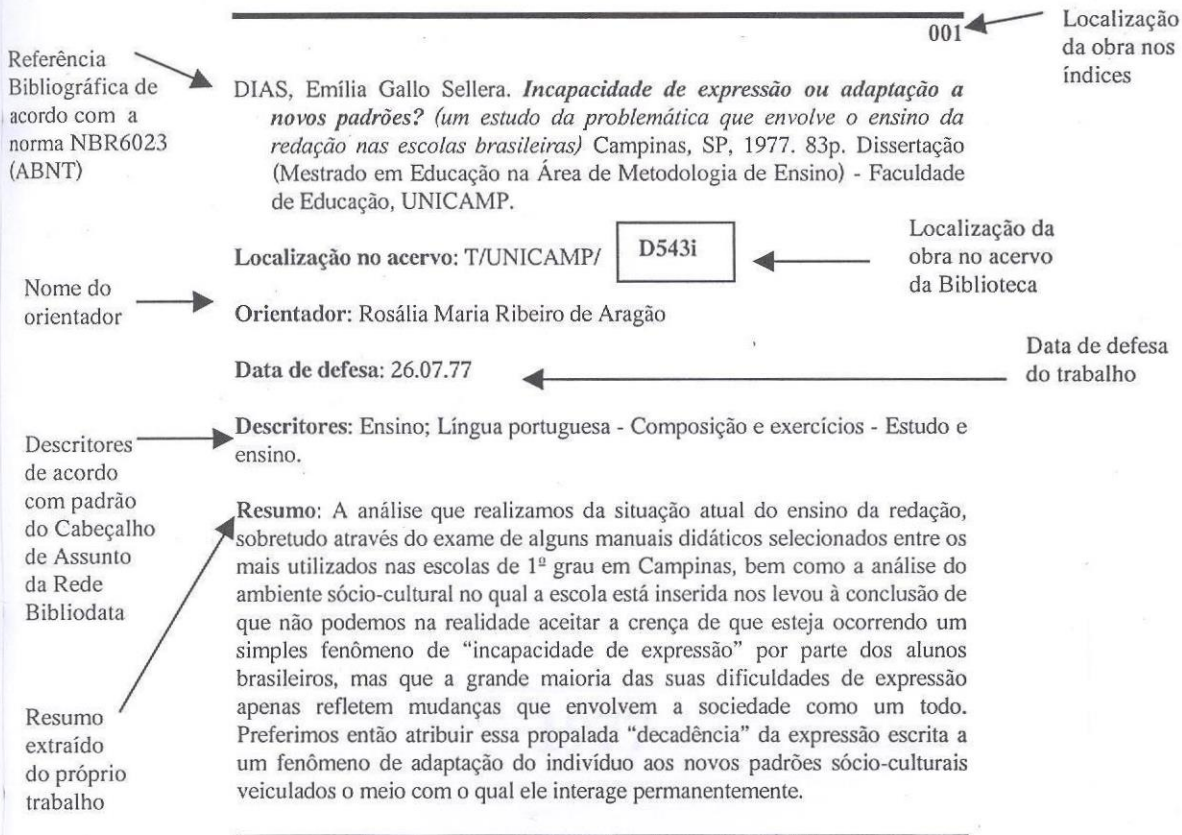 001
Localização
da obra nos
índices
Referência
Bibliográfica de
acordo com a
norma NBR6023
(ABNT)
DIAS, Emília Gallo Sellera. Incapacidade de expressão ou adaptação a
novos padrões? (um estudo da problemática que envolve o ensino da
redação nas escolas brasileiras) Campinas, SP, 1977. 83p. Dissertação
(Mestrado em Educação na Área de Metodologia de Ensino) - Faculdade
de Educação, UNICAMP.
Localização no acervo: T/UNICAMP/ D543i
Localização da
obra no acervo
da Biblioteca
Nome do
orientador
Orientador: Rosália Maria Ribeiro de Aragão
Data de defesa: 26.07.77
Data de defesa
do trabalho
Descritores
de acordo
com padrão
do Cabeçalho
de Assunto
da Rede
Bibliodata
Descritores: Ensino; Língua portuguesa - Composição e exercícios - Estudo e
ensino.
Resumo: A análise que realizamos da situação atual do ensino da redação,
sobretudo através do exame de alguns manuais didáticos selecionados entre os
mais utilizados nas escolas de 1º grau em Campinas, bem como a análise do
ambiente sócio-cultural no qual a escola está inserida nos levou à conclusão de
que não podemos na realidade aceitar a crença de que esteja ocorrendo um
simples fenômeno de “incapacidade de expressão” por parte dos alunos
brasileiros, mas que a grande maioria das suas dificuldades de expressão
apenas refletem mudanças que envolvem a sociedade como um todo.
Preferimos então atribuir essa propalada “decadência” da expressão escrita a
um fenômeno de adaptação do indivíduo aos novos padrões sócio-culturais
veiculados o meio com o qual ele interage permanentemente.
Resumo
extraído
do próprio
trabalho